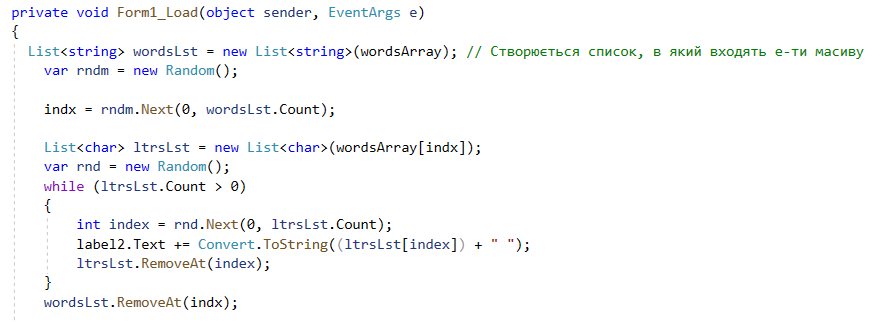 private void Form1_Load(object sender, EventArgs e)
{
List<string> wordsLst = new List<string>(wordsArray); // Створюється список, в який входять е-ти масиву
var rndm = new Random();
indx = rndm.Next(0, wordsLst.Count);
List<char> ltrsLst = new List<char>(wordsArray[indx]);
var rnd = new Random();
while (ltrsLst.Count > 0)
{
int index = rnd.Next(0, ltrsLst.Count);
label2.Text += Convert.ToString((ltrsLst[index]) + " ");
ltrsLst.RemoveAt(index);
}
wordsLst.RemoveAt(indx);